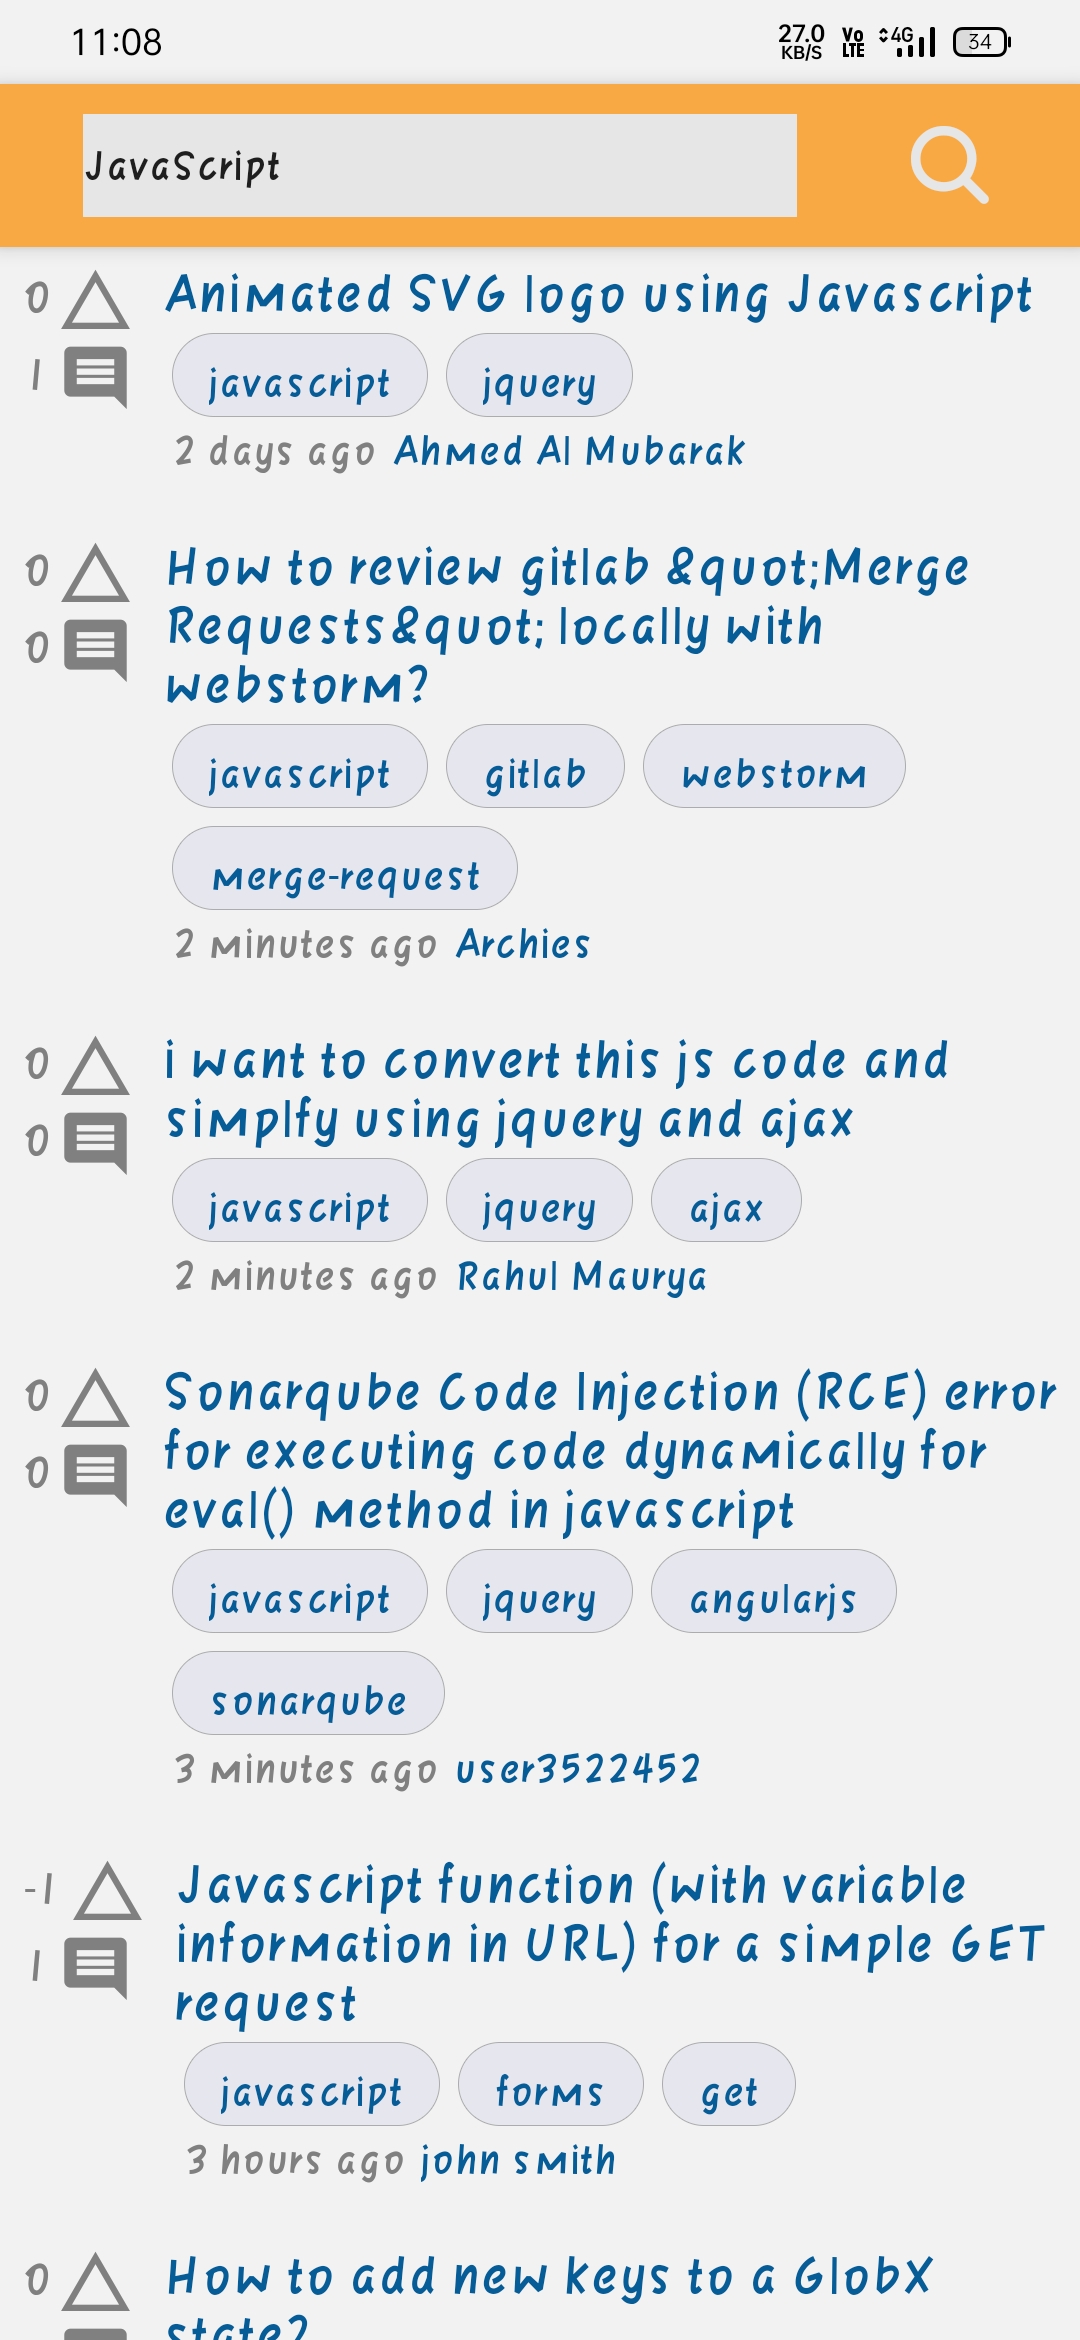 11:08 27.0 KB/S Vo LTE 4G 34
JavaScript
0 Animated SVG logo using Javascript
1 javascript jquery
2 days ago Ahmed Al Mubarak
0 How to review gitlab &quot;Merge
0 Requests&quot; locally with
webstorm?
javascript gitlab webstorm
merge-request
2 minutes ago Archies
0 i want to convert this js code and
0 simplfy using jquery and ajax
javascript jquery ajax
2 minutes ago Rahul Maurya
0 Sonarqube Code Injection (RCE) error
0 for executing code dynamically for
eval() method in javascript
javascript jquery angularjs
sonarqube
3 minutes ago user3522452
-1 Javascript function (with variable
1 information in URL) for a simple GET
request
javascript forms get
3 hours ago john smith
0 How to add new keys to a GlobX
state?